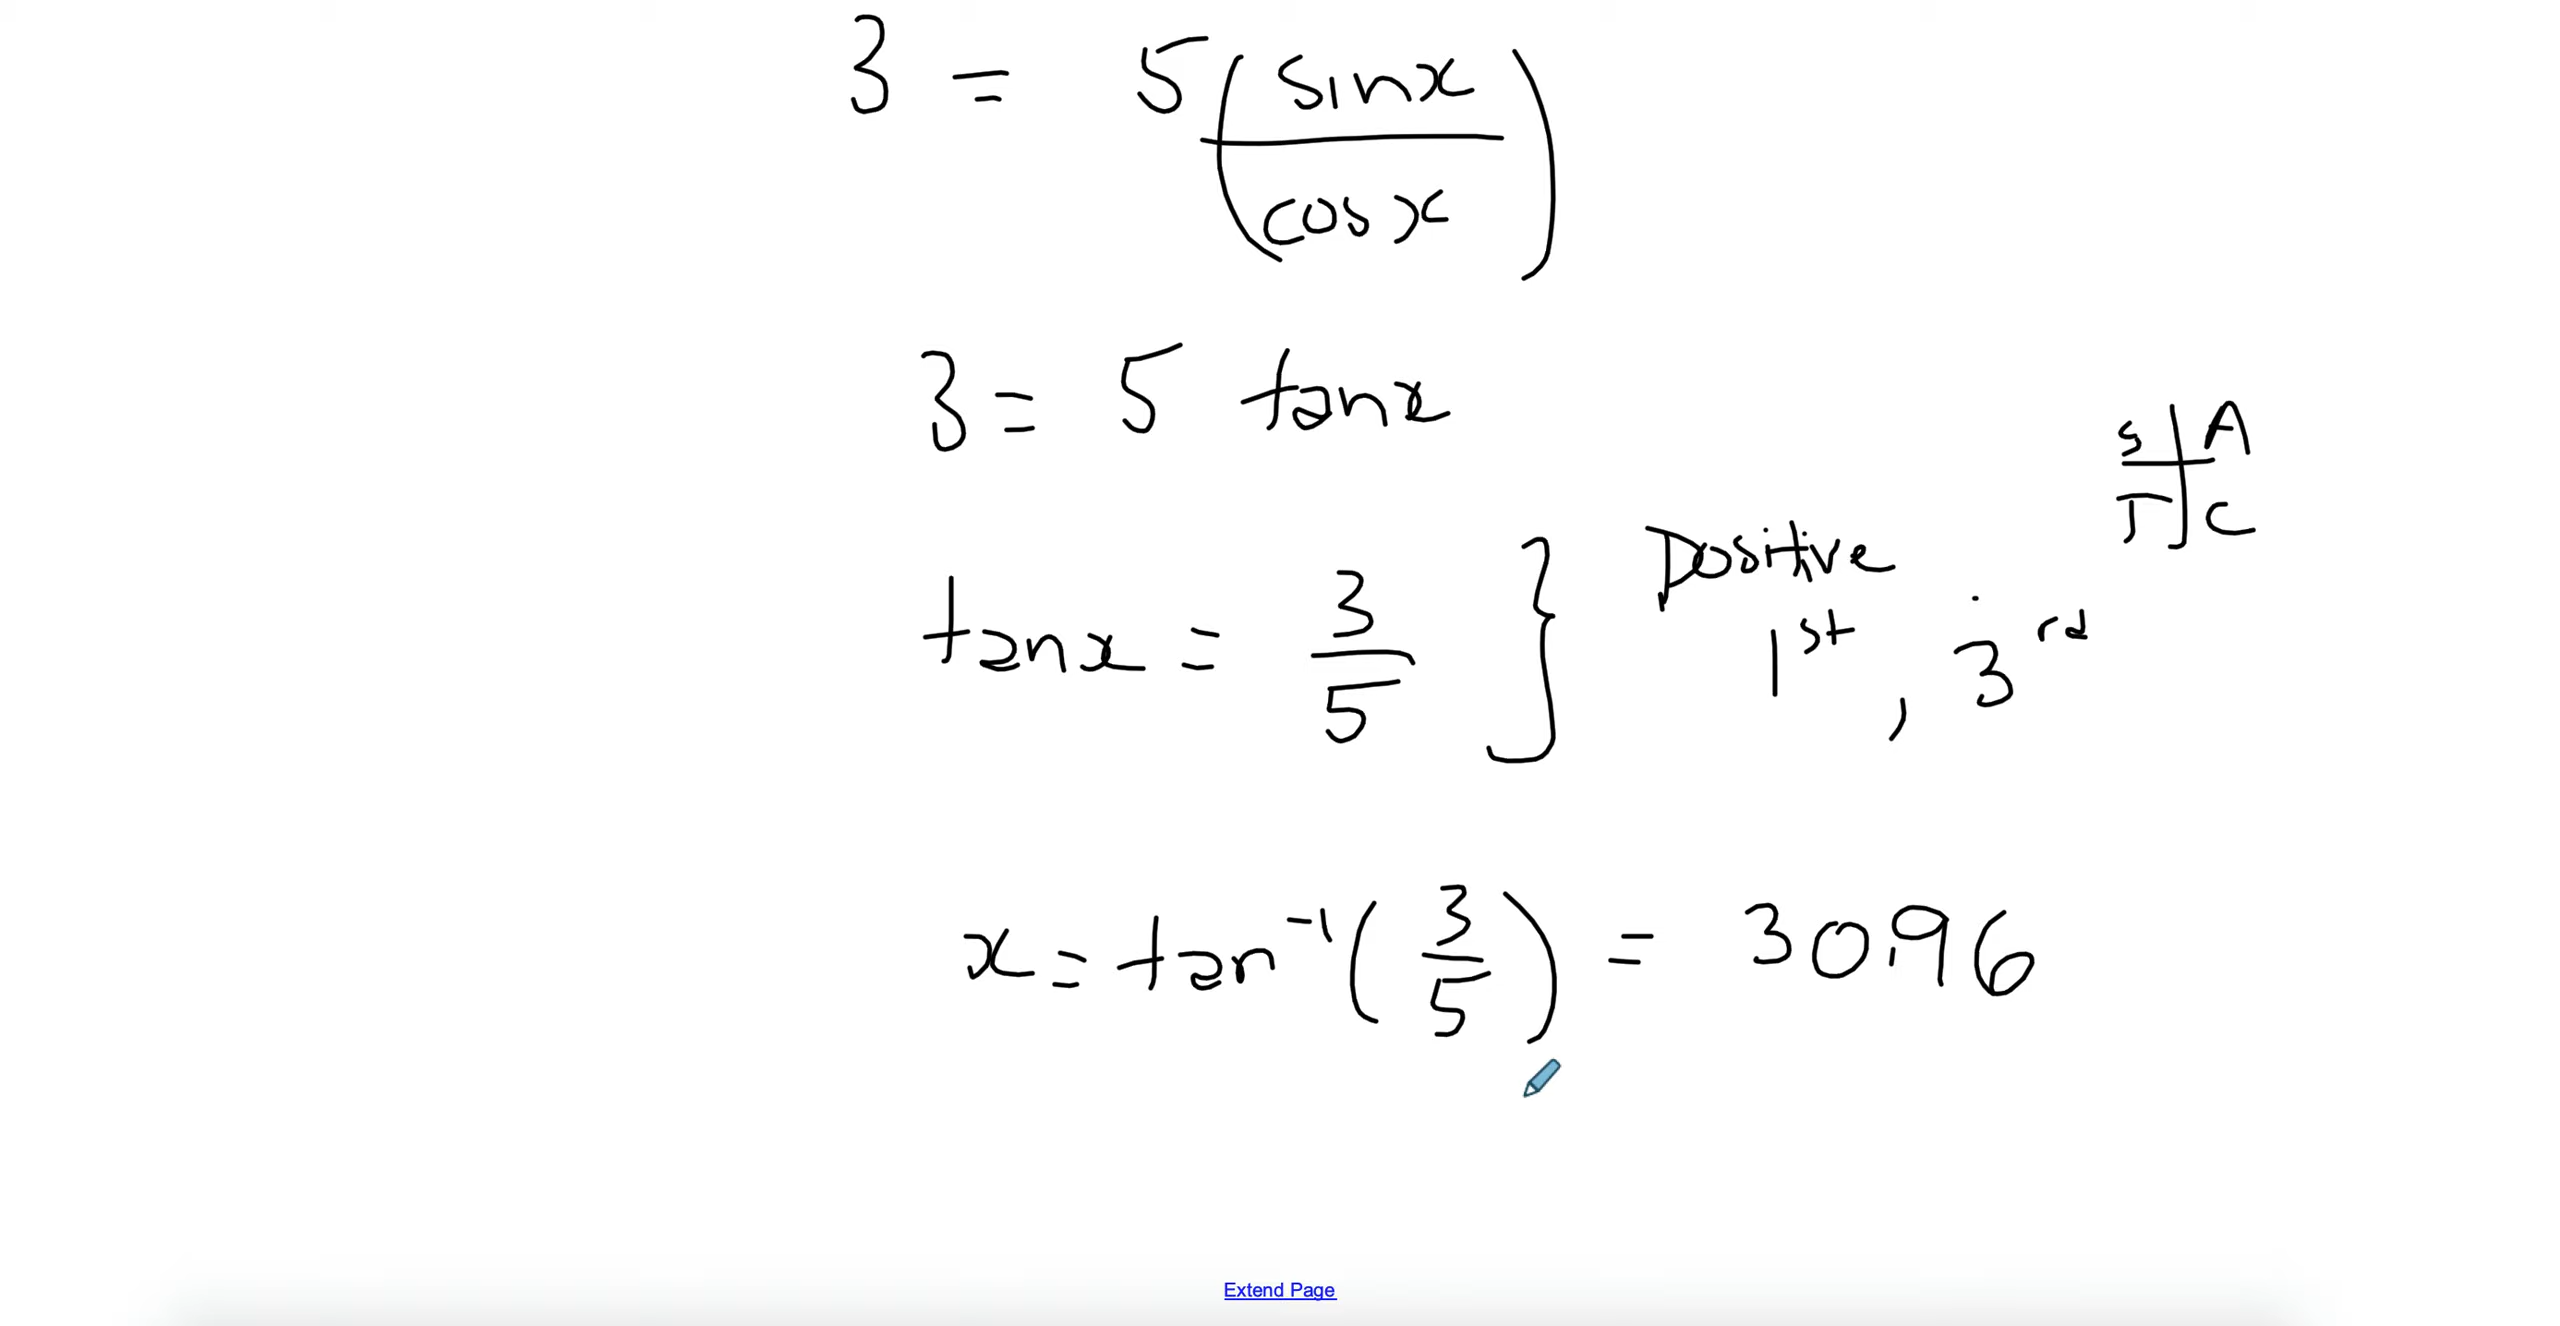 3 = 5(sinx/cosx)
3 = 5 tanx
S A
T C
tanx = 3/5 } Positive
1st, 3rd
x = tan⁻¹(3/5) = 30.96
Extend Page